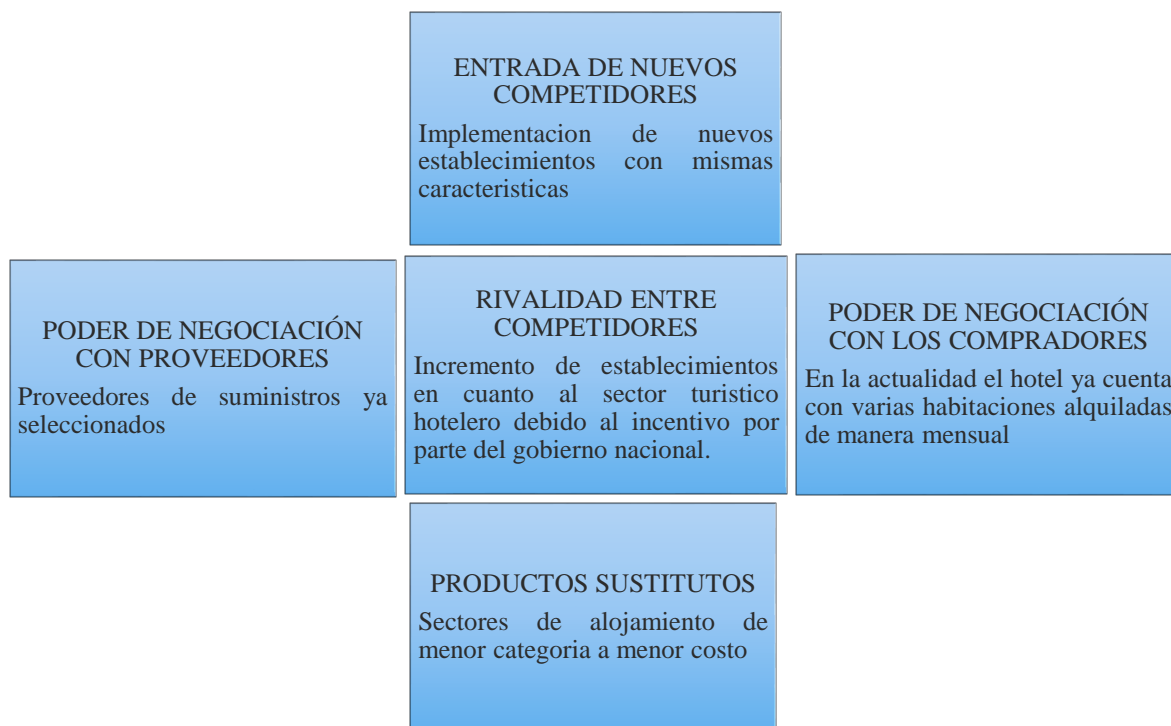 ENTRADA DE NUEVOS
COMPETIDORES
Implementacion de nuevos
establecimientos con mismas
caracteristicas
PODER DE NEGOCIACIÓN
CON PROVEEDORES
Proveedores de suministros ya
seleccionados
RIVALIDAD ENTRE
COMPETIDORES
Incremento de establecimientos
en cuanto al sector turistico
hotelero debido al incentivo por
parte del gobierno nacional.
PODER DE NEGOCIACIÓN
CON LOS COMPRADORES
En la actualidad el hotel ya cuenta
con varias habitaciones alquiladas
de manera mensual
PRODUCTOS SUSTITUTOS
Sectores de alojamiento de
menor categoria a menor costo